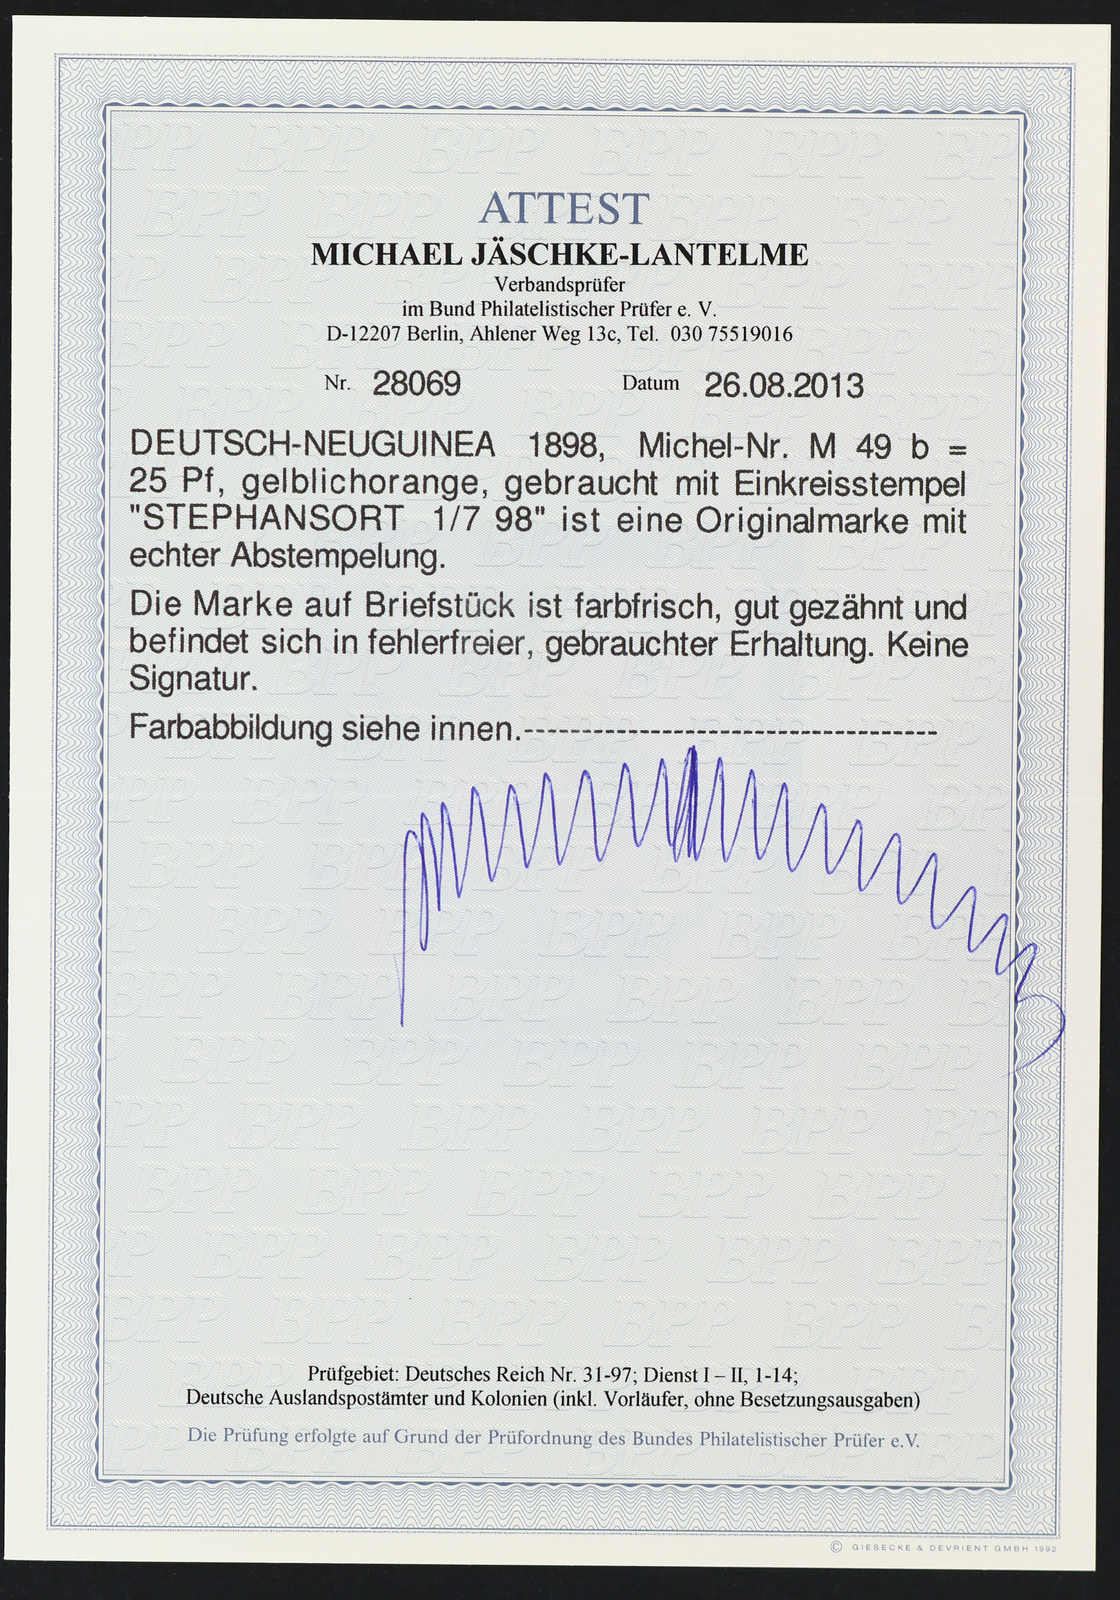 ATTEST
MICHAEL JÄSCHKE-LANTELME
Verbandsprüfer
im Bund Philatelistischer Prüfer e. V.
D-12207 Berlin, Ahlener Weg 13c, Tel. 030 75519016
Nr. 28069 Datum 26.08.2013
DEUTSCH-NEUGUINEA 1898, Michel-Nr. M 49 b =
25 Pf, gelblichorange, gebraucht mit Einkreisstempel
"STEPHANSORT 1/7 98" ist eine Originalmarke mit
echter Abstempelung.
Die Marke auf Briefstück ist farbfrisch, gut gezähnt und
befindet sich in fehlerfreier, gebrauchter Erhaltung. Keine
Signatur.
Farbabbildung siehe innen.------------------------------------
Prüfgebiet: Deutsches Reich Nr. 31-97; Dienst I – II, 1-14;
Deutsche Auslandspostämter und Kolonien (inkl. Vorläufer, ohne Besetzungsausgaben)
Die Prüfung erfolgte auf Grund der Prüfordnung des Bundes Philatelistischer Prüfer e.V.
© GIESECKE & DEVRIENT GMBH 1992